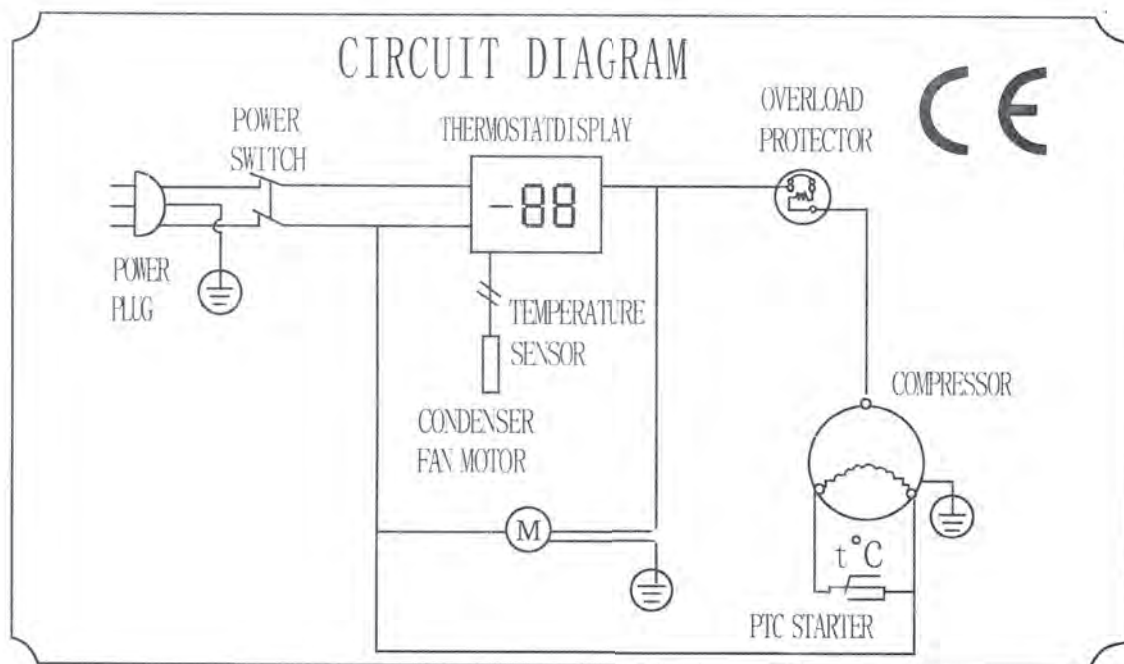 CIRCUIT DIAGRAM
CE
POWER
SWITCH
THERMOSTATDISPLAY
OVERLOAD
PROTECTOR
-88
POWER
PLUG
TEMPERATURE
SENSOR
COMPRESSOR
CONDENSER
FAN MOTOR
M
t°C
PTC STARTER